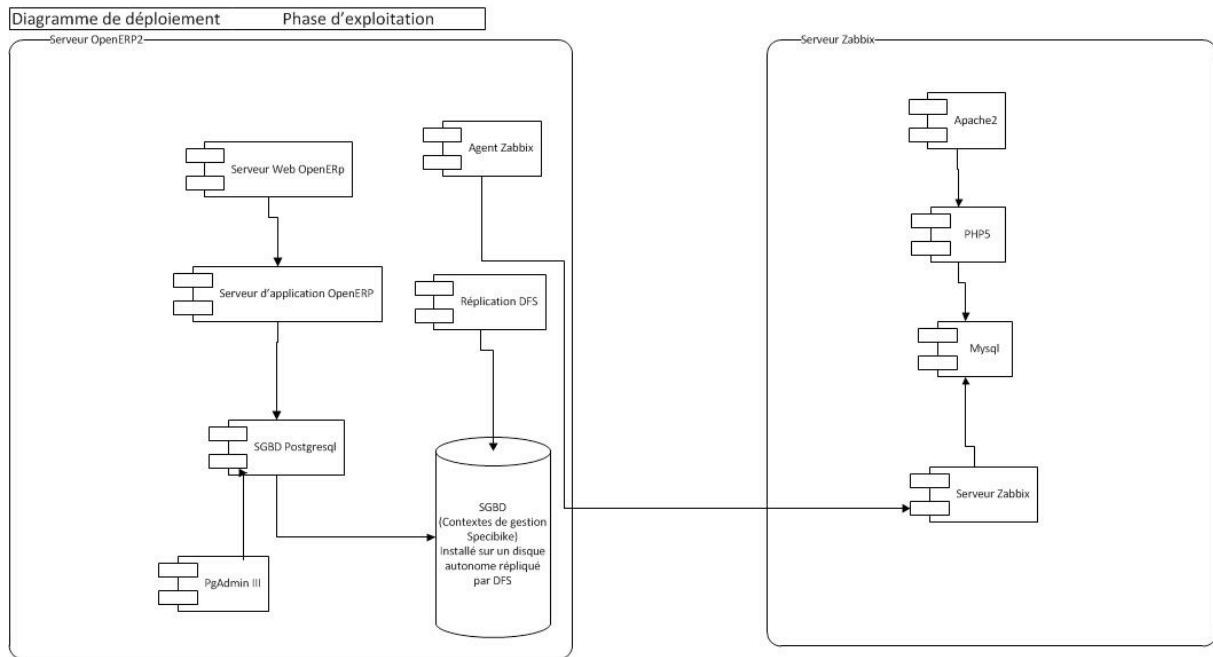 Diagramme de déploiement Phase d’exploitation
Serveur OpenERP2
Serveur Zabbix
Apache2
Agent Zabbix
Serveur Web OpenERp
PHP5
Serveur d’application OpenERP
Réplication DFS
Mysql
SGBD Postgresql
Serveur Zabbix
SGBD
(Contextes de gestion
Specibike)
Installé sur un disque
autonome répliqué
par DFS
PgAdmin III